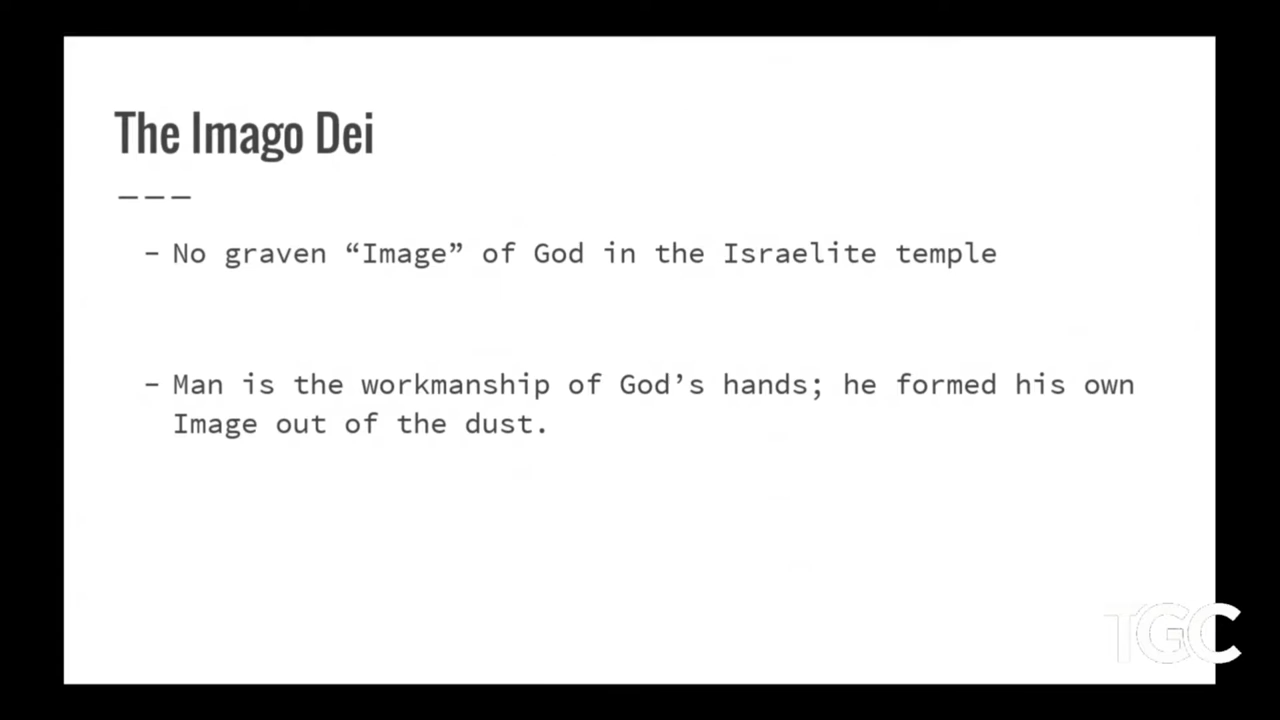 The Imago Dei
– No graven “Image” of God in the Israelite temple
– Man is the workmanship of God’s hands; he formed his own
Image out of the dust.
TGC